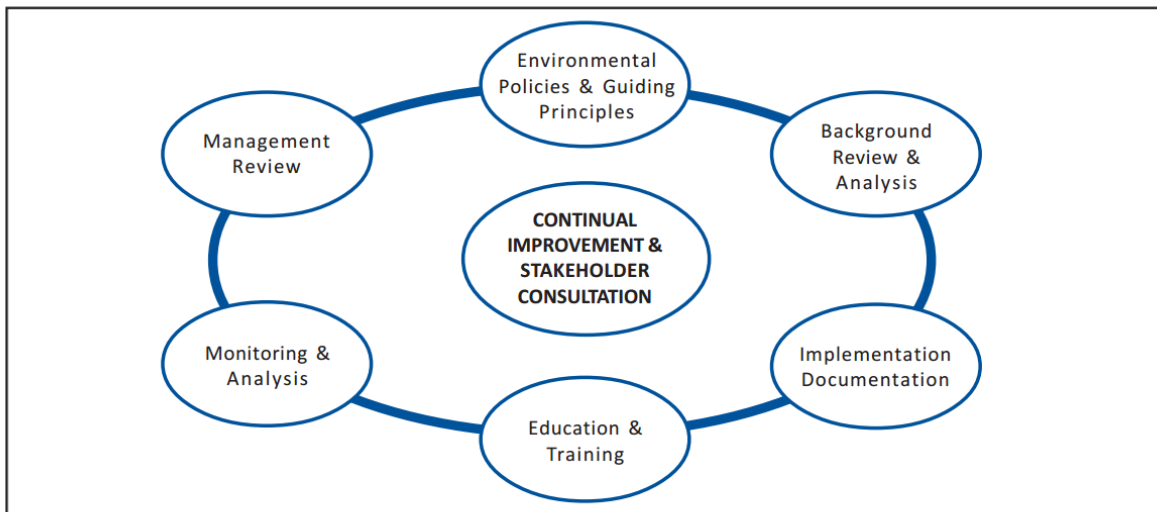 Environmental
Policies & Guiding
Principles
Management
Review
Background
Review &
Analysis
CONTINUAL
IMPROVEMENT &
STAKEHOLDER
CONSULTATION
Monitoring &
Analysis
Implementation
Documentation
Education &
Training